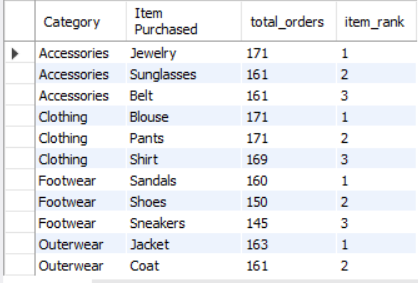 Category Item Purchased total_orders item_rank
Accessories Jewelry 171 1
Accessories Sunglasses 161 2
Accessories Belt 161 3
Clothing Blouse 171 1
Clothing Pants 171 2
Clothing Shirt 169 3
Footwear Sandals 160 1
Footwear Shoes 150 2
Footwear Sneakers 145 3
Outerwear Jacket 163 1
Outerwear Coat 161 2